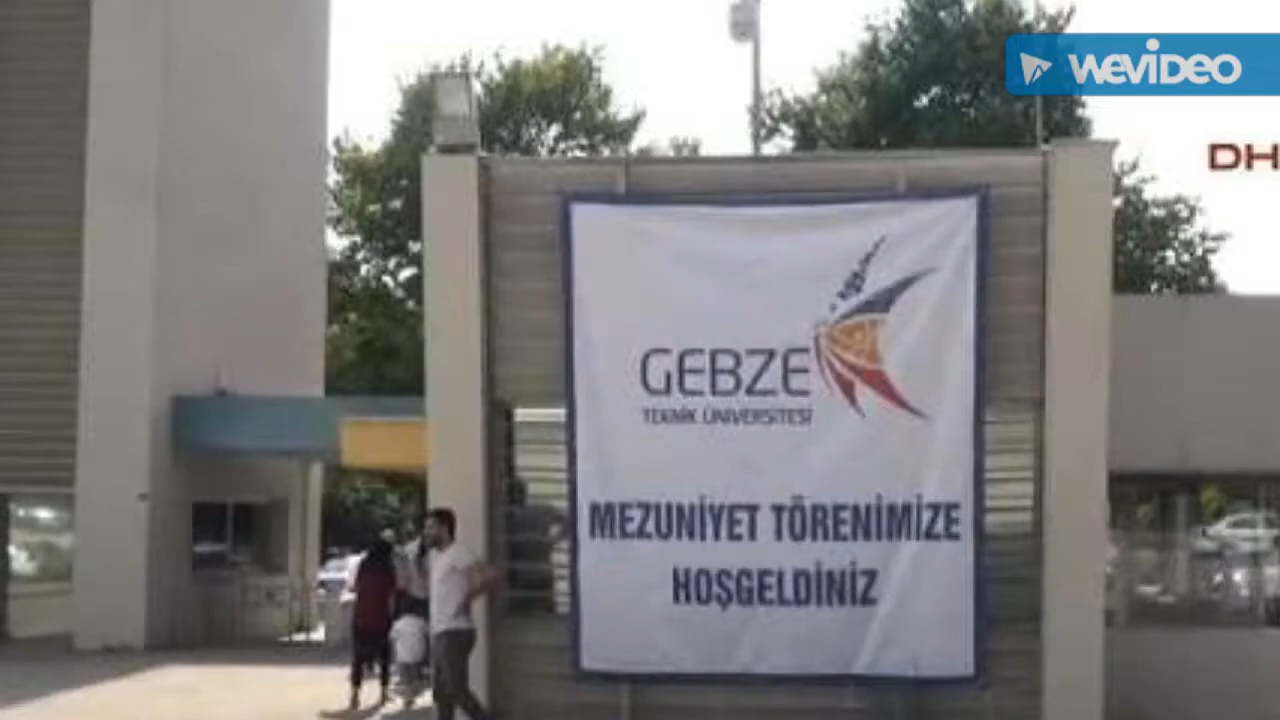 WEVIDEO
DH
GEBZE
TEKNİK ÜNİVERSİTESİ
MEZUNİYET TÖRENİMİZE
HOŞGELDİNİZ